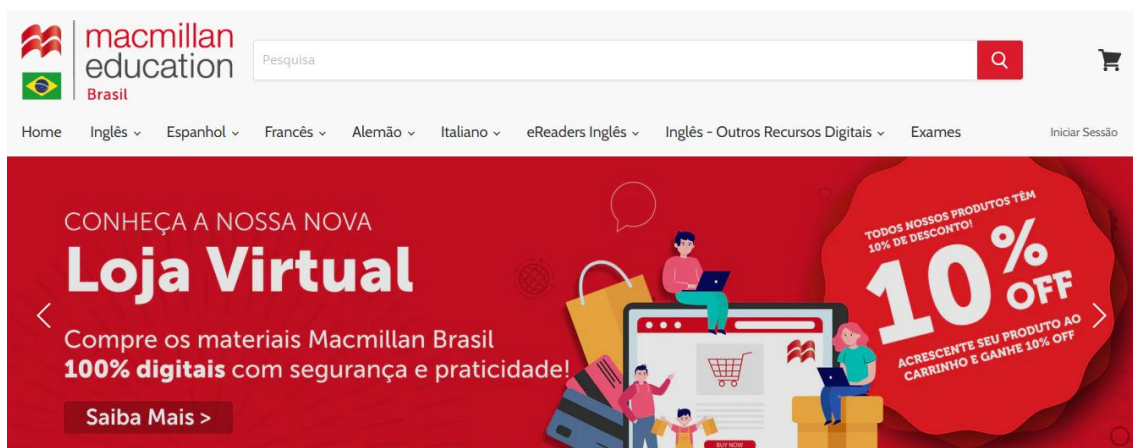 macmillan
education
Brasil
Pesquisa
Home Inglês Espanhol Francês Alemão Italiano eReaders Inglês Inglês - Outros Recursos Digitais Exames Iniciar Sessão
CONHEÇA A NOSSA NOVA
Loja Virtual
Compre os materiais Macmillan Brasil
100% digitais com segurança e praticidade!
Saiba Mais >
BUY NOW
TODOS NOSSOS PRODUTOS TÊM
10% DE DESCONTO!
10%
OFF
ACRESCENTE SEU PRODUTO AO
CARRINHO E GANHE 10% OFF